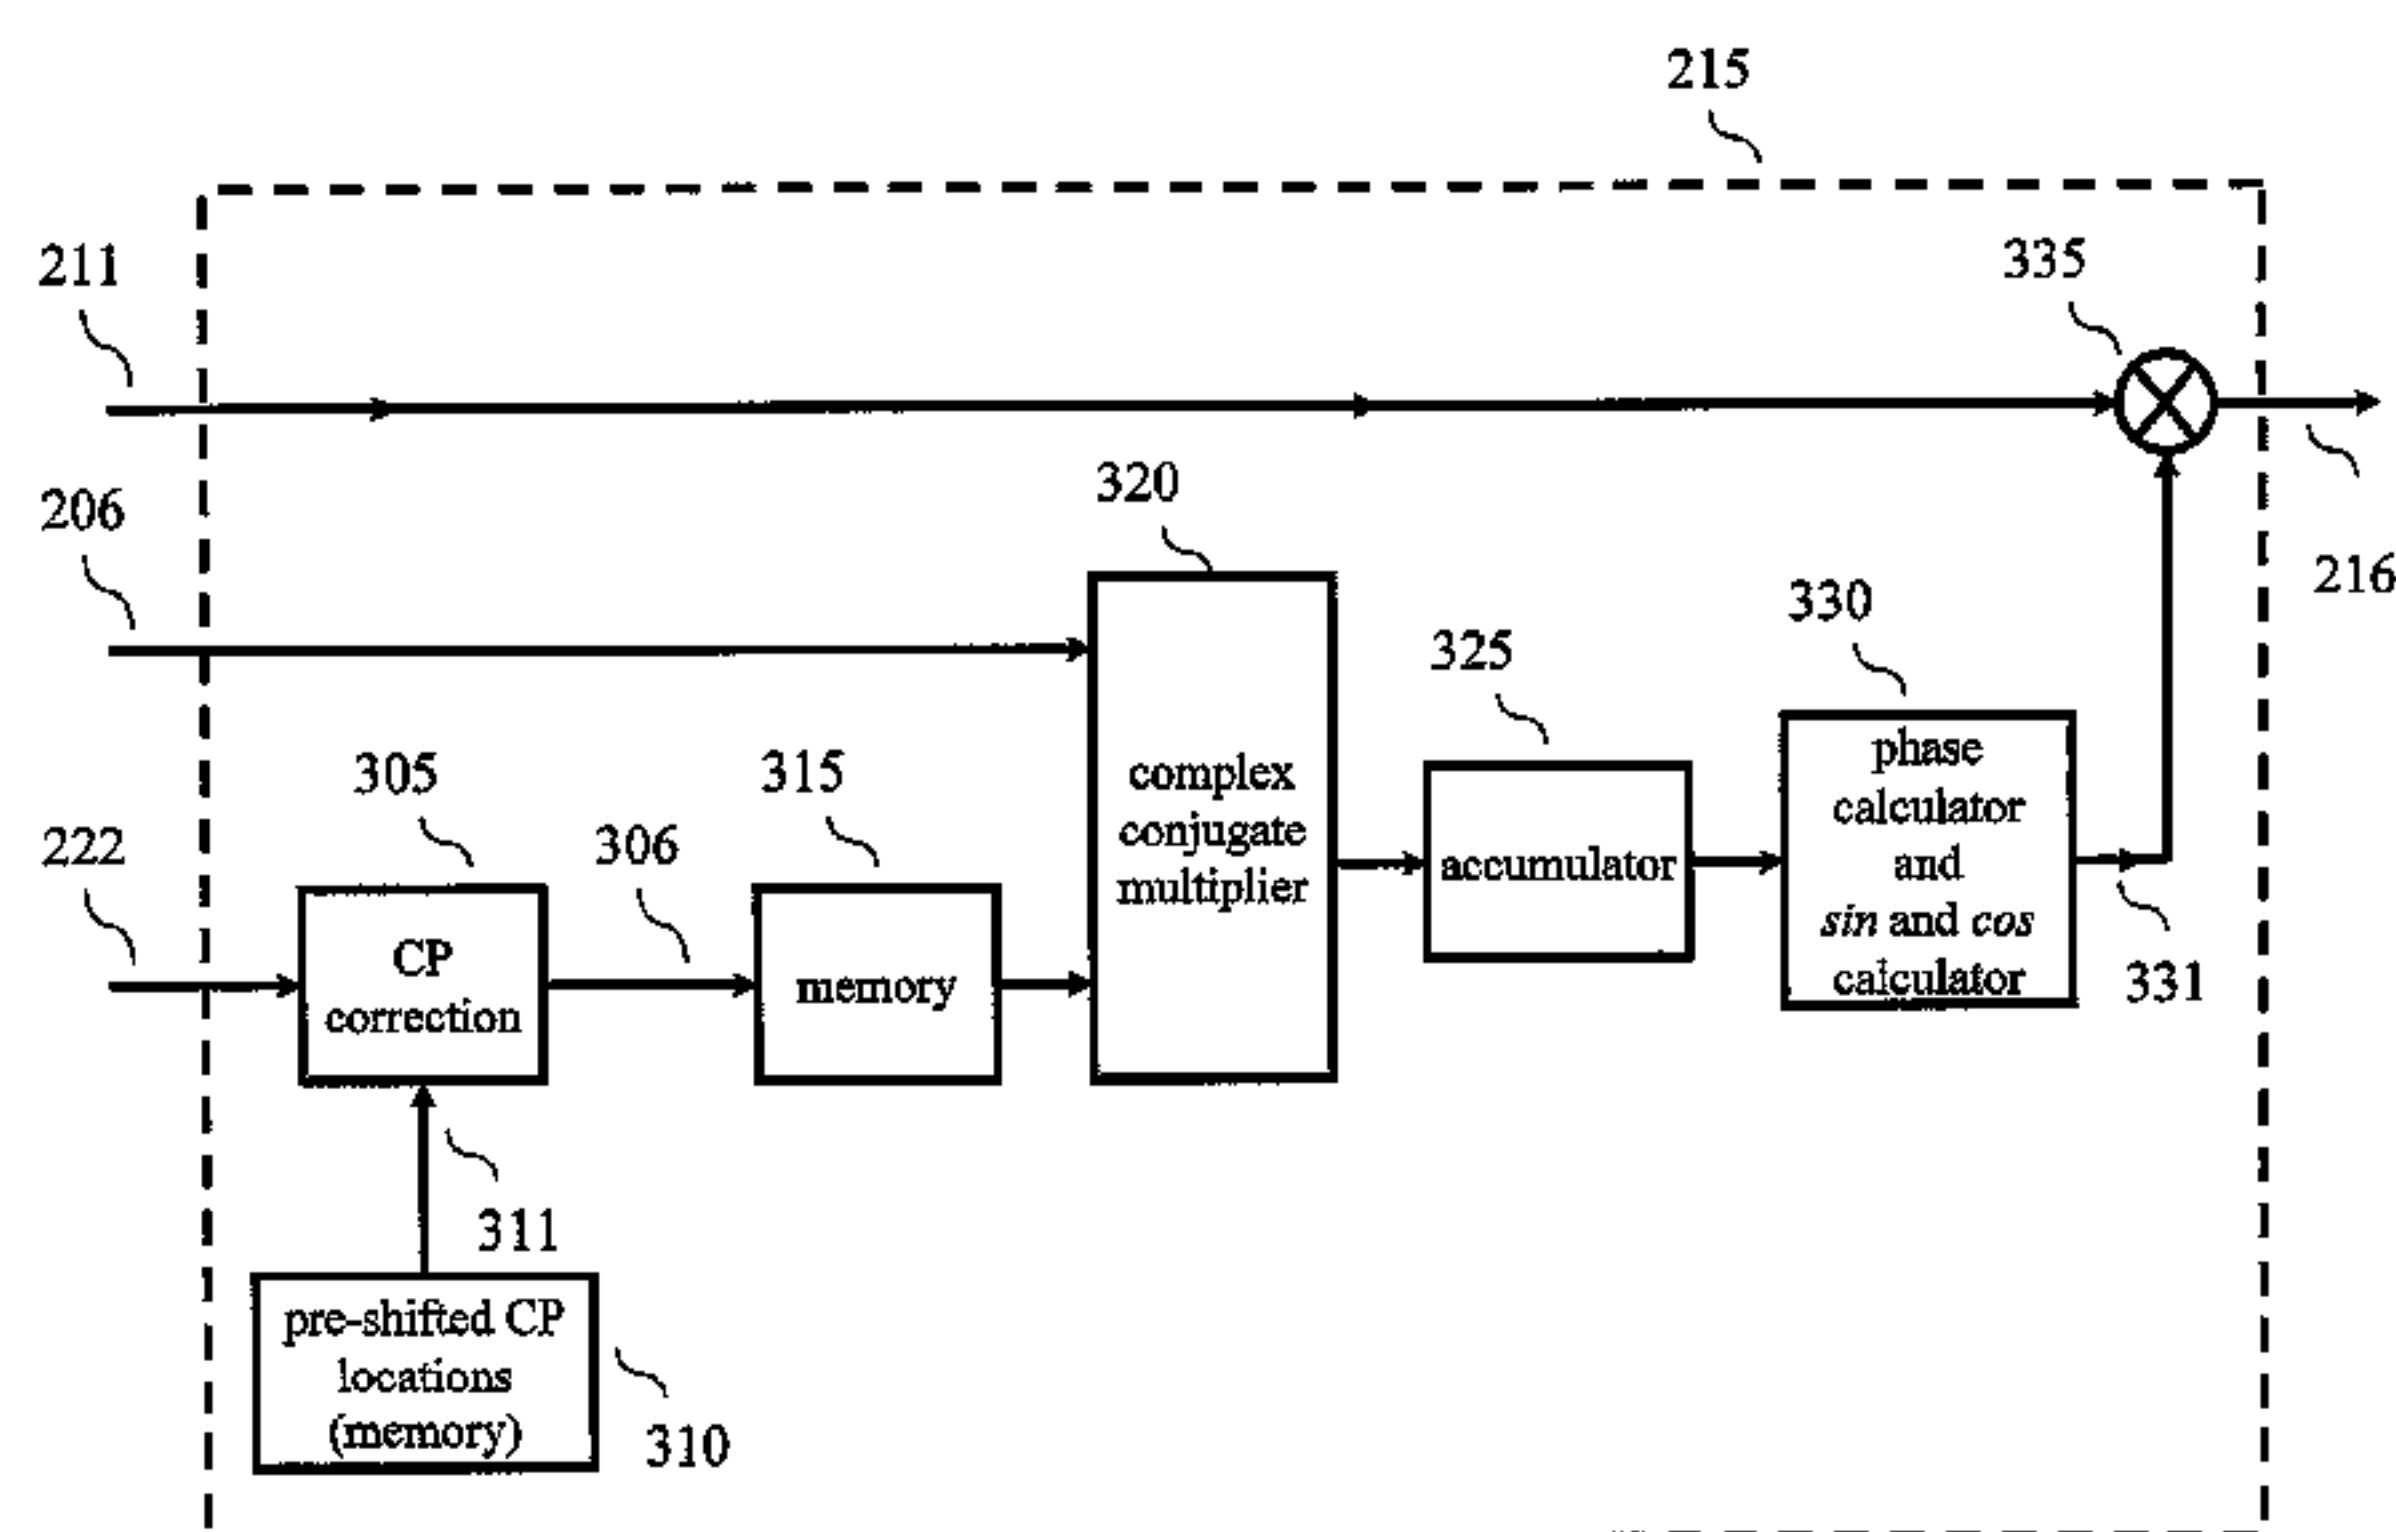 215
211
335
206
320
216
330
325
305
315
222
306
complex
conjugate
multiplier
phase
calculator
and
sin and cos
calculator
accumulator
CP
correction
memory
331
311
pre-shifted CP
locations
(memory)
310